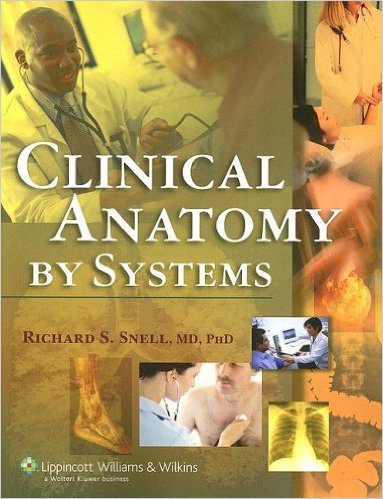 CLINICAL
ANATOMY
BY SYSTEMS
RICHARD S. SNELL, MD, PHD
Lippincott Williams & Wilkins
a Wolters Kluwer business